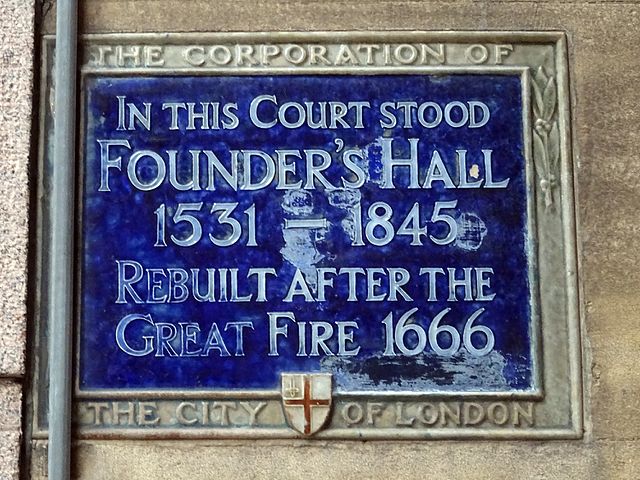 THE CORPORATION OF
IN THIS COURT STOOD
FOUNDER'S HALL
1531 – 1845
REBUILT AFTER THE
GREAT FIRE 1666
THE CITY OF LONDON